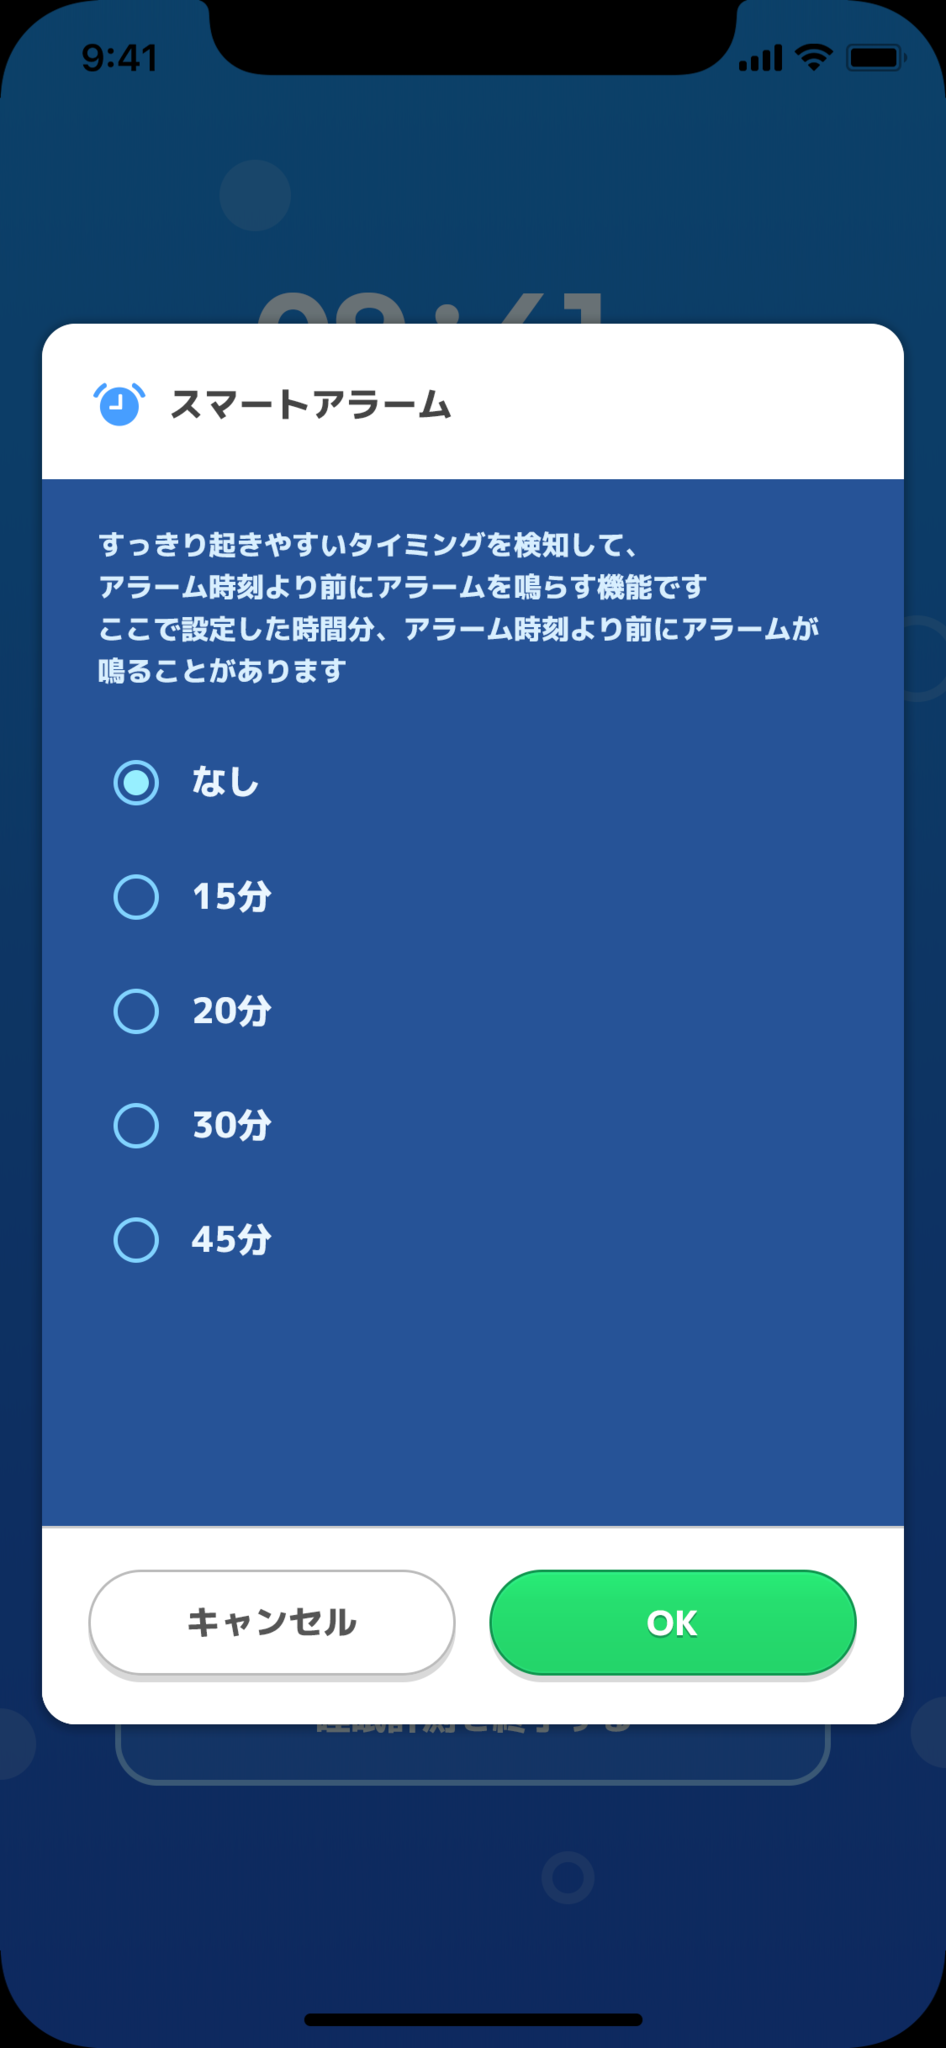 9:41
スマートアラーム
すっきり起きやすいタイミングを検知して、
アラーム時刻より前にアラームを鳴らす機能です
ここで設定した時間分、アラーム時刻より前にアラームが
鳴ることがあります
なし
15分
20分
30分
45分
キャンセル
OK